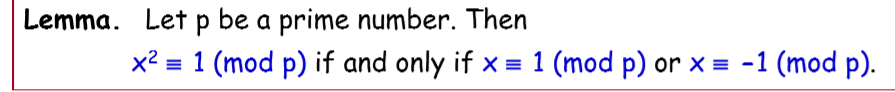 Lemma. Let p be a prime number. Then
x² ≡ 1 (mod p) if and only if x ≡ 1 (mod p) or x ≡ -1 (mod p).